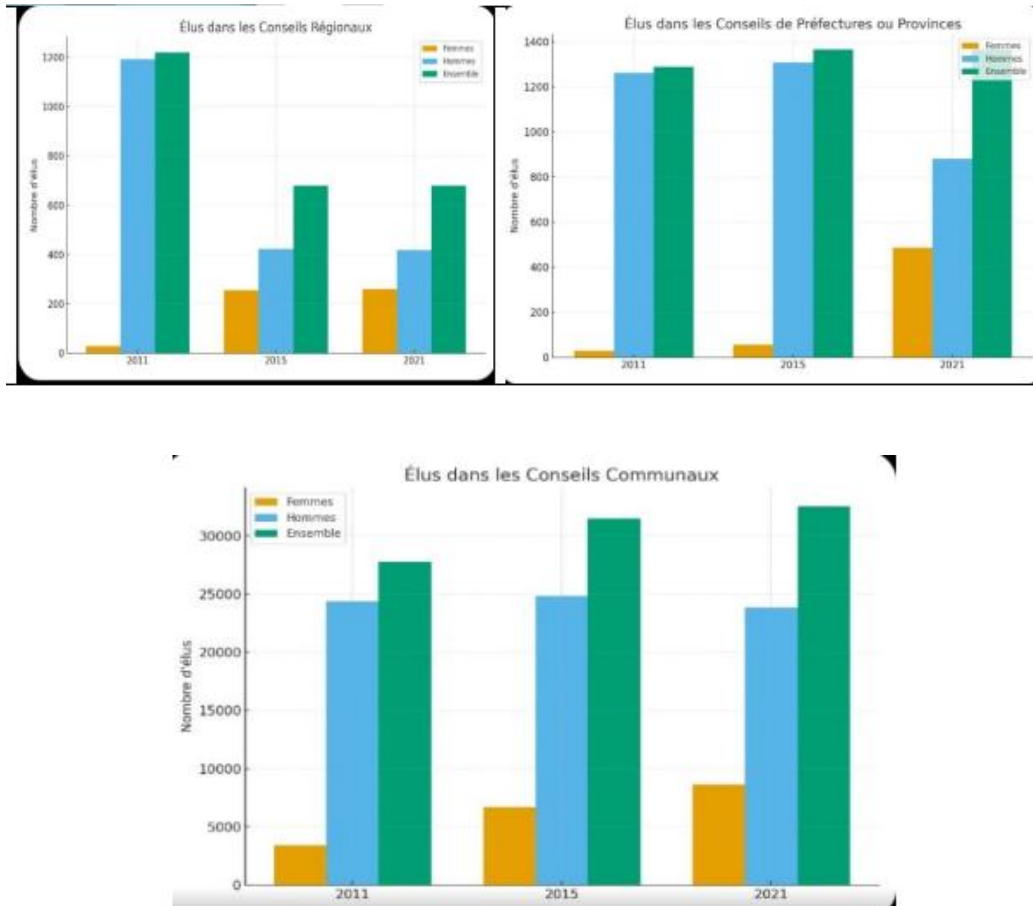 Élus dans les Conseils Régionaux
Femmes
Hommes
Ensemble
Nombre d'élus
1200
1000
800
600
400
200
0
2011
2015
2021
Élus dans les Conseils de Préfectures ou Provinces
Femmes
Hommes
Ensemble
Nombre d'élus
1400
1200
1000
800
600
400
200
0
2011
2015
2021
Élus dans les Conseils Communaux
Femmes
Hommes
Ensemble
Nombre d'élus
30000
25000
20000
15000
10000
5000
0
2011
2015
2021